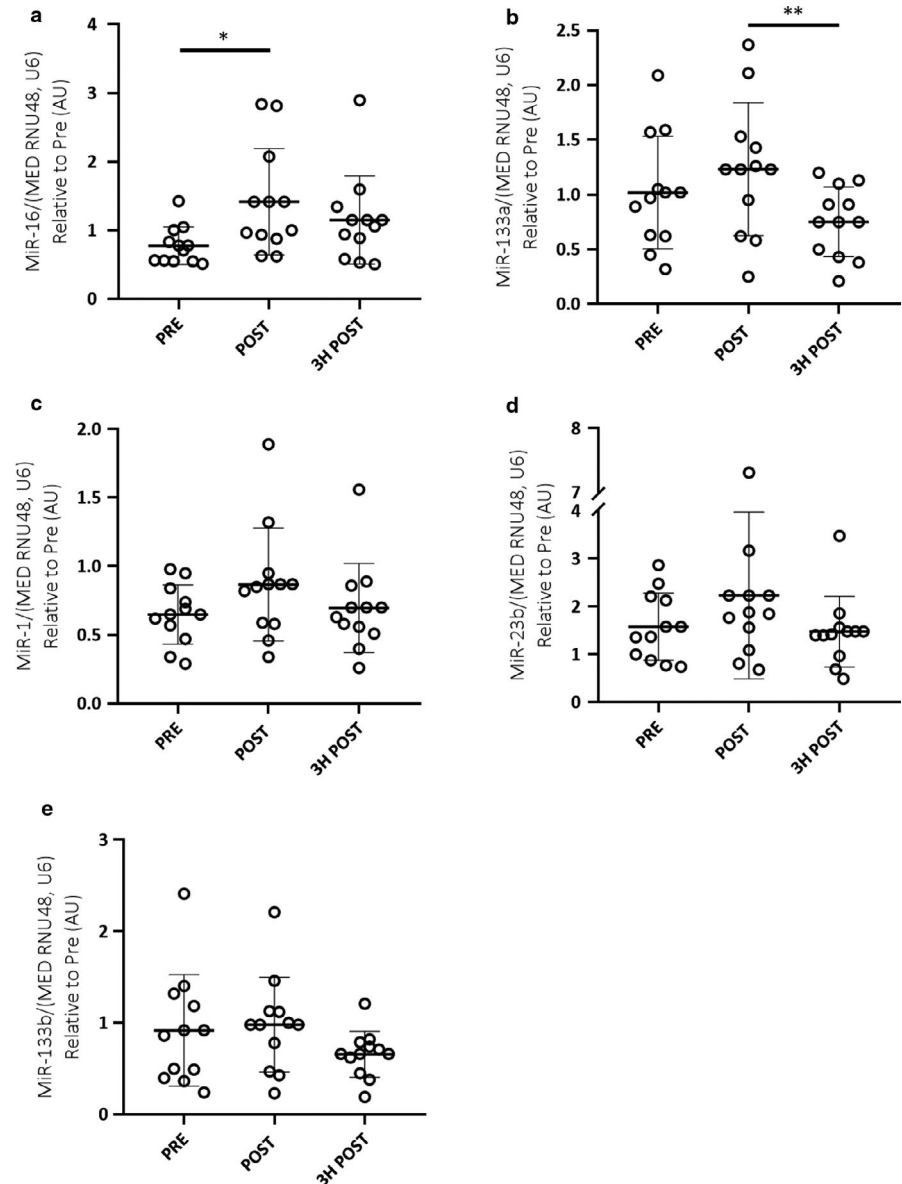 a
MiR-16/(MED RNU48, U6)
Relative to Pre (AU)
4
3
2
1
0
*
PRE
POST
3H POST
b
MiR-133a/(MED RNU48, U6)
Relative to Pre (AU)
2.5
2.0
1.5
1.0
0.5
0.0
**
PRE
POST
3H POST
c
MiR-1/(MED RNU48, U6)
Relative to Pre (AU)
2.0
1.5
1.0
0.5
0.0
PRE
POST
3H POST
d
MiR-23b/(MED RNU48, U6)
Relative to Pre (AU)
8
7
4
3
2
1
0
PRE
POST
3H POST
e
MiR-133b/(MED RNU48, U6)
Relative to Pre (AU)
3
2
1
0
PRE
POST
3H POST